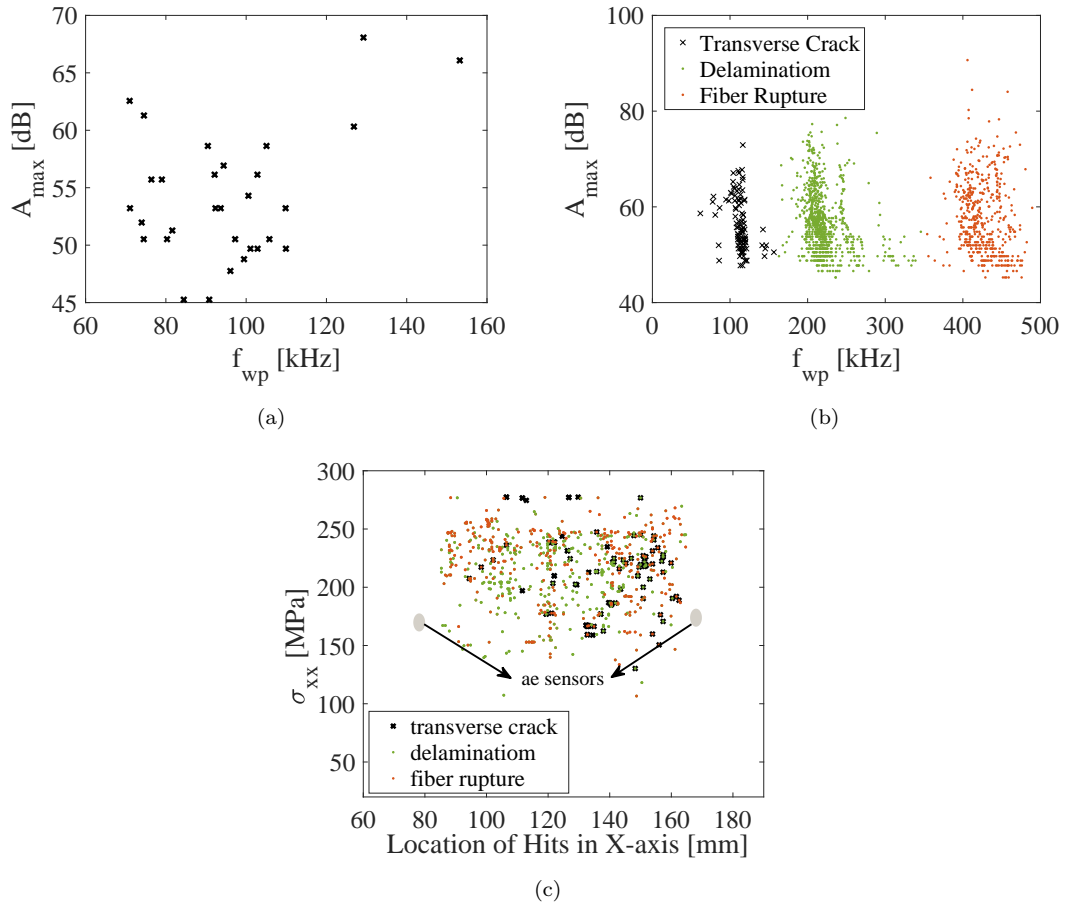 70
65
60
55
50
45
60 80 100 120 140 160
A_max [dB]
f_wp [kHz]
(a)
100
80
60
40
0 100 200 300 400 500
A_max [dB]
f_wp [kHz]
Transverse Crack
Delaminatiom
Fiber Rupture
(b)
300
250
200
150
100
50
60 80 100 120 140 160 180
σ_xx [MPa]
Location of Hits in X-axis [mm]
ae sensors
transverse crack
delaminatiom
fiber rupture
(c)